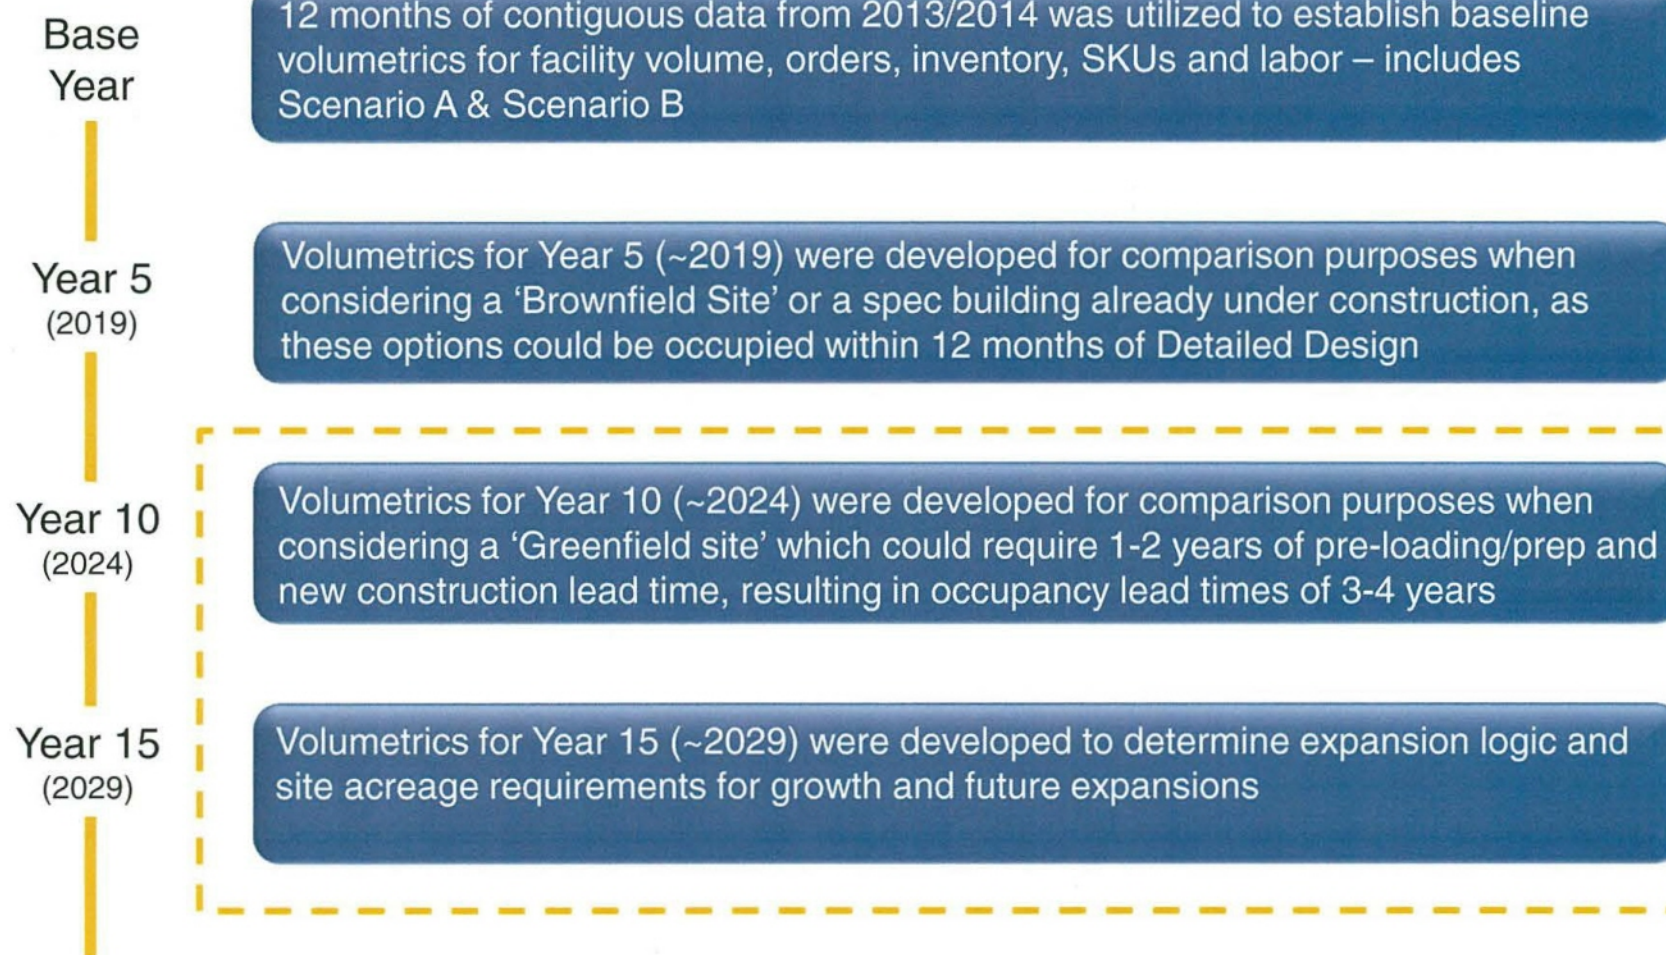 Base
Year
12 months of contiguous data from 2013/2014 was utilized to establish baseline
volumetrics for facility volume, orders, inventory, SKUs and labor – includes
Scenario A & Scenario B
Year 5
(2019)
Volumetrics for Year 5 (~2019) were developed for comparison purposes when
considering a ‘Brownfield Site’ or a spec building already under construction, as
these options could be occupied within 12 months of Detailed Design
Year 10
(2024)
Volumetrics for Year 10 (~2024) were developed for comparison purposes when
considering a ‘Greenfield site’ which could require 1-2 years of pre-loading/prep and
new construction lead time, resulting in occupancy lead times of 3-4 years
Year 15
(2029)
Volumetrics for Year 15 (~2029) were developed to determine expansion logic and
site acreage requirements for growth and future expansions